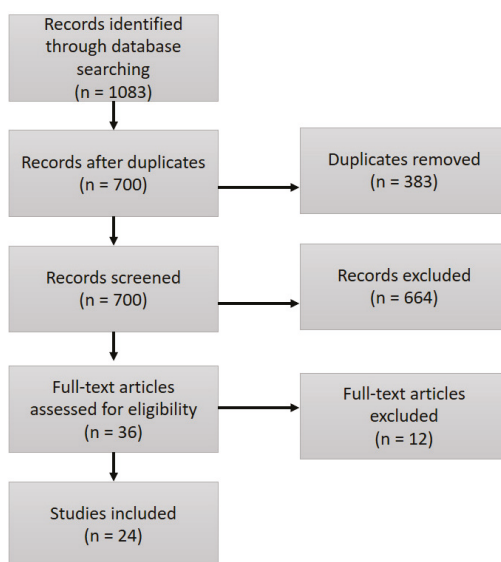 Records identified
through database
searching
(n = 1083)
Records after duplicates
(n = 700)
Duplicates removed
(n = 383)
Records screened
(n = 700)
Records excluded
(n = 664)
Full-text articles
assessed for eligibility
(n = 36)
Full-text articles
excluded
(n = 12)
Studies included
(n = 24)